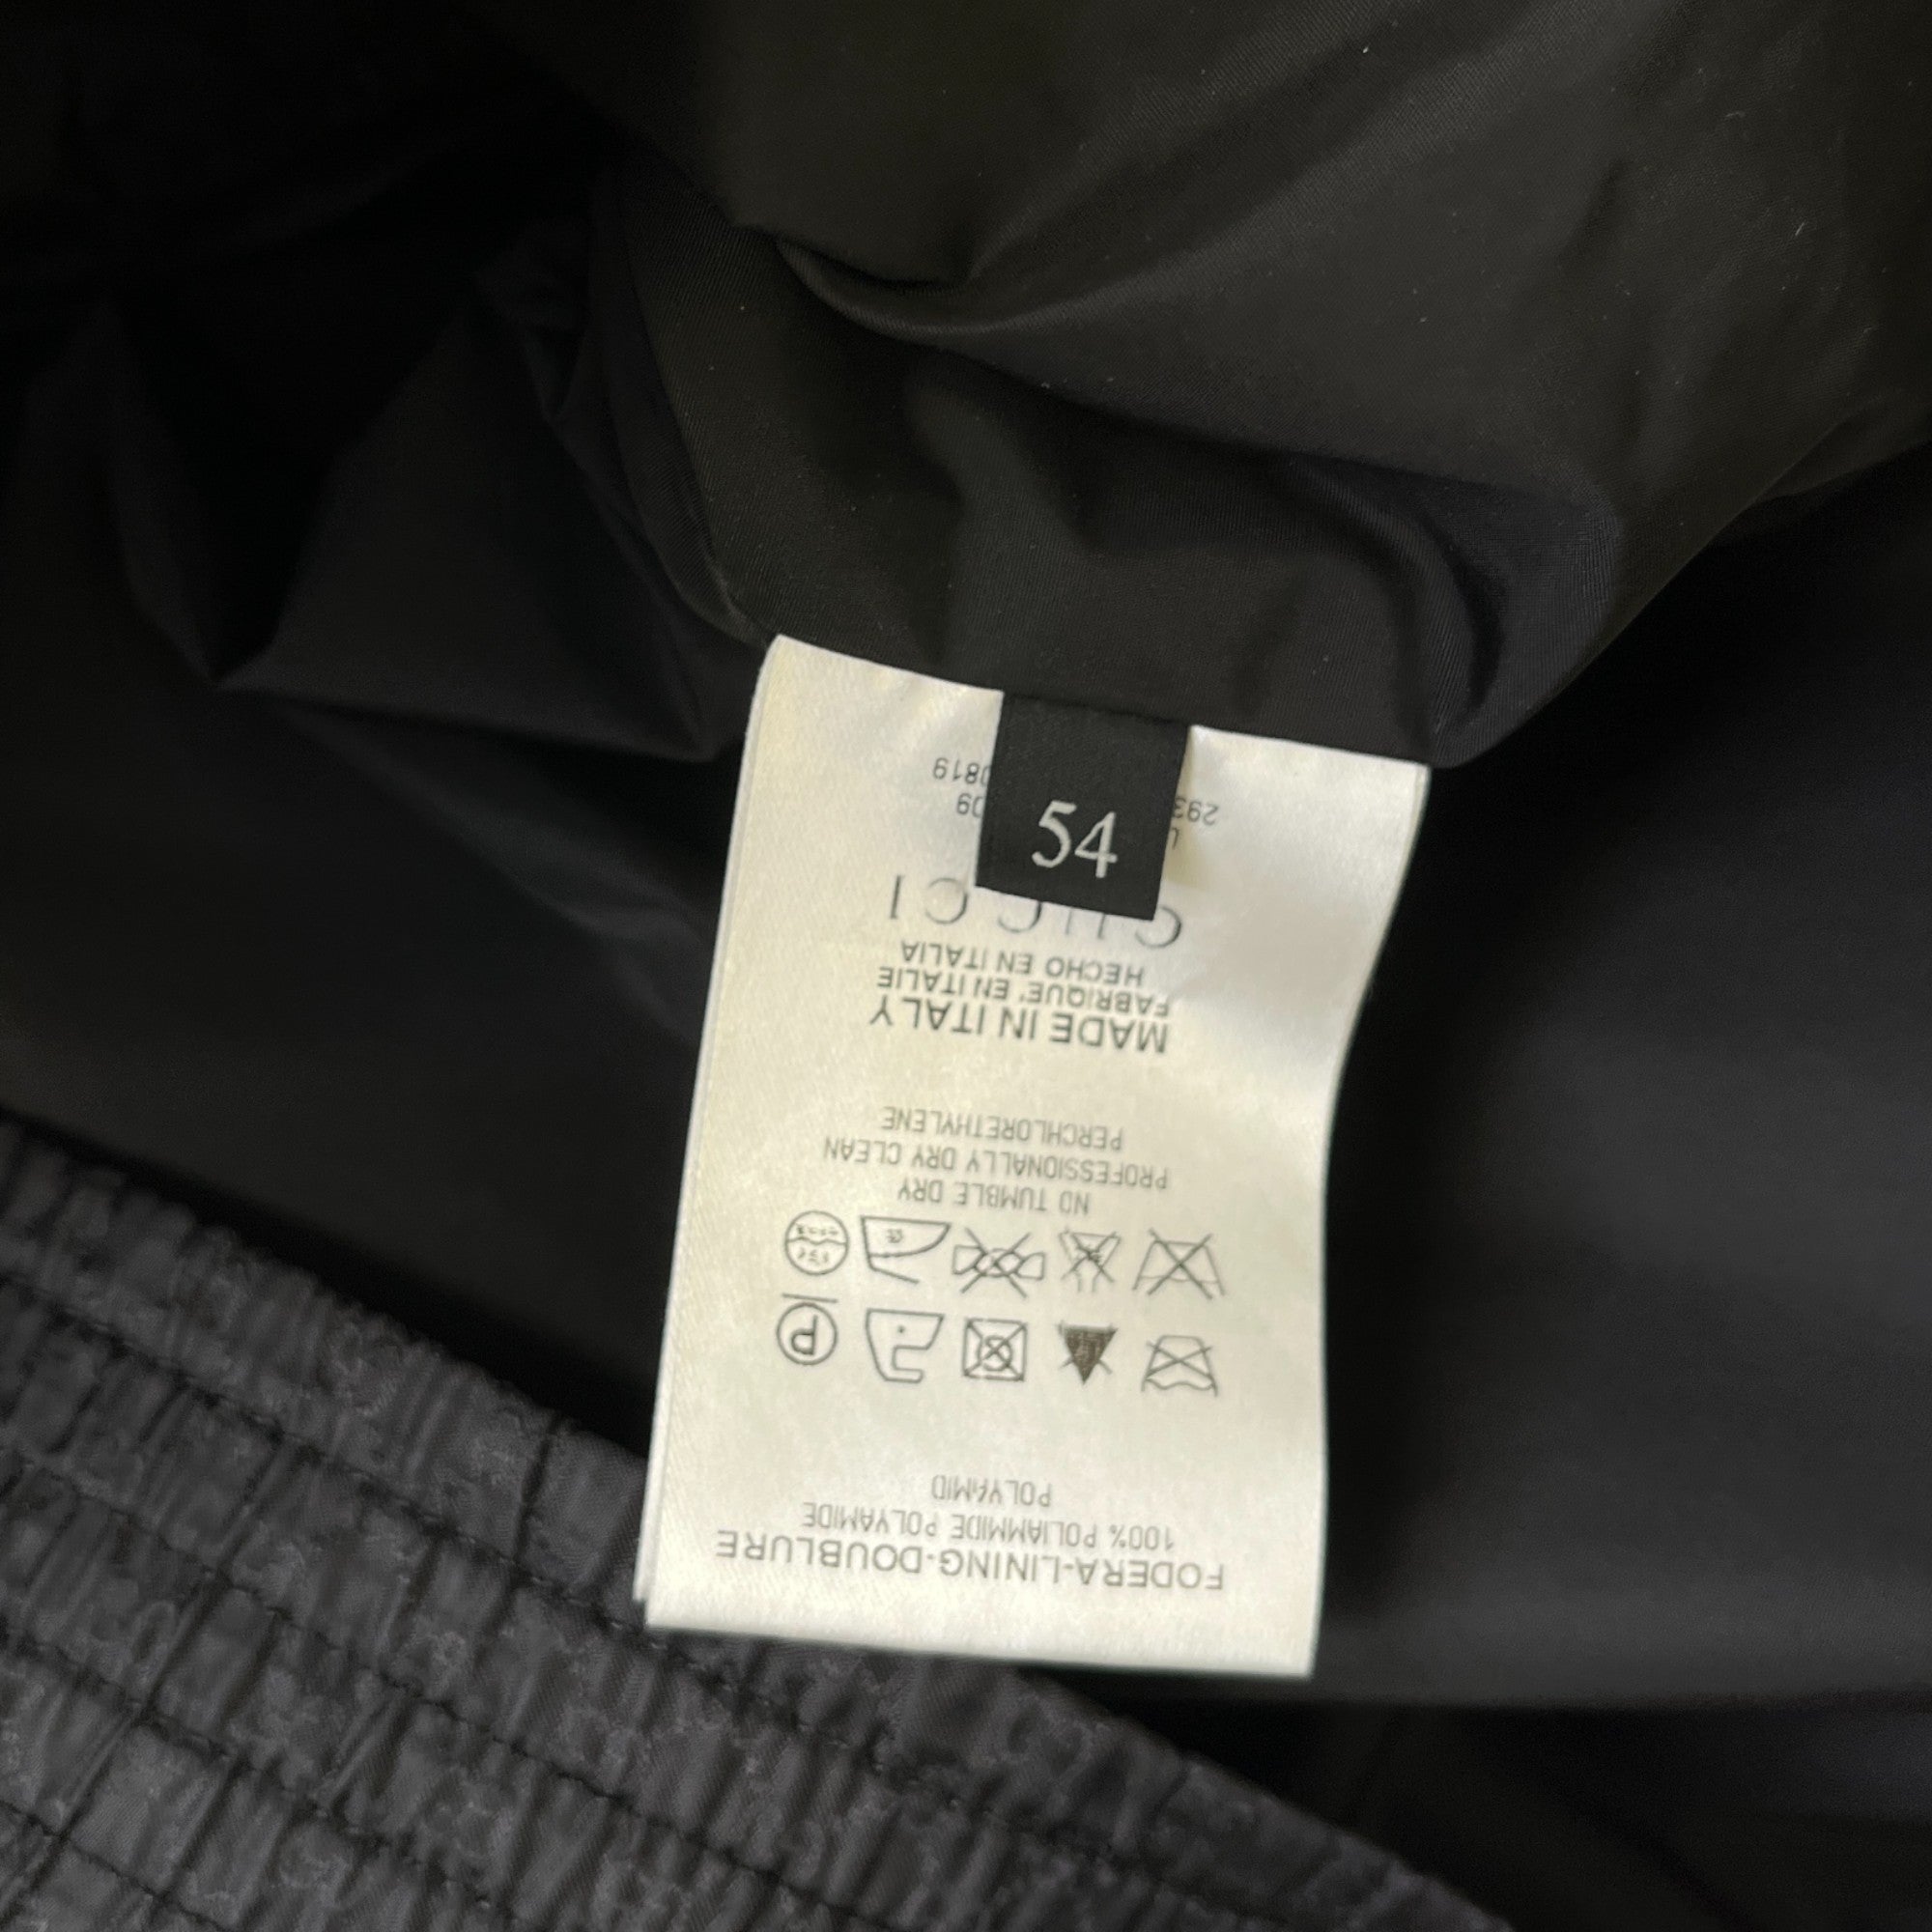 54
FODERA-LINING-DOUBLURE
100% POLIAMMIDE POLYAMIDE
POLYAMID
P
NO TUMBLE DRY
PROFESSIONALLY DRY CLEAN
PERCHLORETHYLENE
MADE IN ITALY
FABRIQUE' EN ITALIE
HECHO EN ITALIA
GUCCI